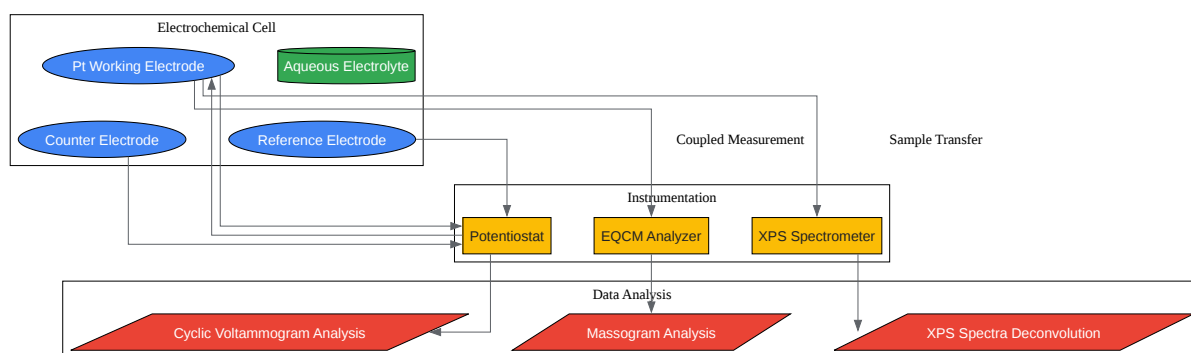 Electrochemical Cell
Pt Working Electrode
Aqueous Electrolyte
Counter Electrode
Reference Electrode
Coupled Measurement
Sample Transfer
Instrumentation
Potentiostat
EQCM Analyzer
XPS Spectrometer
Data Analysis
Cyclic Voltammogram Analysis
Massogram Analysis
XPS Spectra Deconvolution